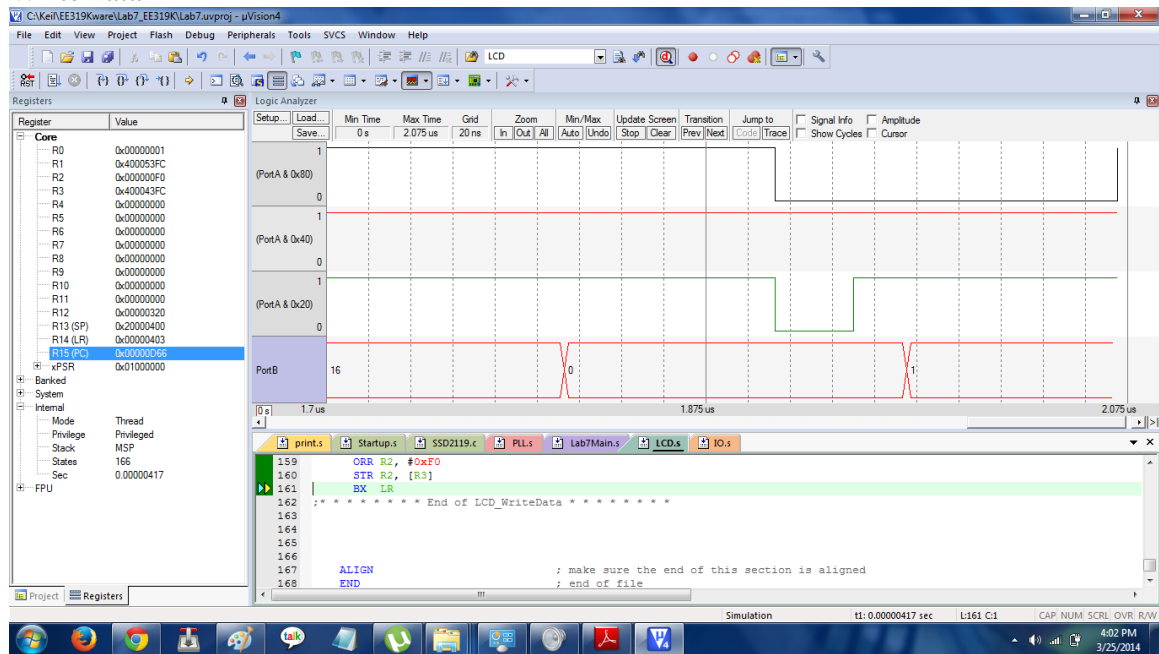 C:\Keil\EE319Kware\Lab7_EE319K\Lab7.uvproj - µVision4
File Edit View Project Flash Debug Peripherals Tools SVCS Window Help
LCD
RST
Registers
Logic Analyzer
Register Value
Core
R0 0x00000001
R1 0x400053FC
R2 0x000000F0
R3 0x400043FC
R4 0x00000000
R5 0x00000000
R6 0x00000000
R7 0x00000000
R8 0x00000000
R9 0x00000000
R10 0x00000000
R11 0x00000000
R12 0x00000320
R13 (SP) 0x20000400
R14 (LR) 0x00000403
R15 (PC) 0x00000D66
xPSR 0x01000000
Banked
System
Internal
Mode Thread
Privilege Privileged
Stack MSP
States 166
Sec 0.00000417
FPU
Project Registers
Setup... Load... Min Time Max Time Grid Zoom Min/Max Update Screen Transition Jump to Signal Info Amplitude
Save... 0 s 2.075 us 20 ns In Out All Auto Undo Stop Clear Prev Next Code Trace Show Cycles Cursor
1
(PortA & 0x80)
0
1
(PortA & 0x40)
0
1
(PortA & 0x20)
0
PortB 16 0 1
0 s 1.7 us 1.875 us 2.075 us
print.s Startup.s SSD2119.c PLL.s Lab7Main.s LCD.s IO.s
159 ORR R2, #0xF0
160 STR R2, [R3]
161 BX LR
162 ;* * * * * * * * End of LCD_WriteData * * * * * * * *
163
164
165
166
167 ALIGN ; make sure the end of this section is aligned
168 END ; end of file
Simulation t1: 0.00000417 sec L:161 C:1 CAP NUM SCRL OVR R/W
talk
4:02 PM
3/25/2014